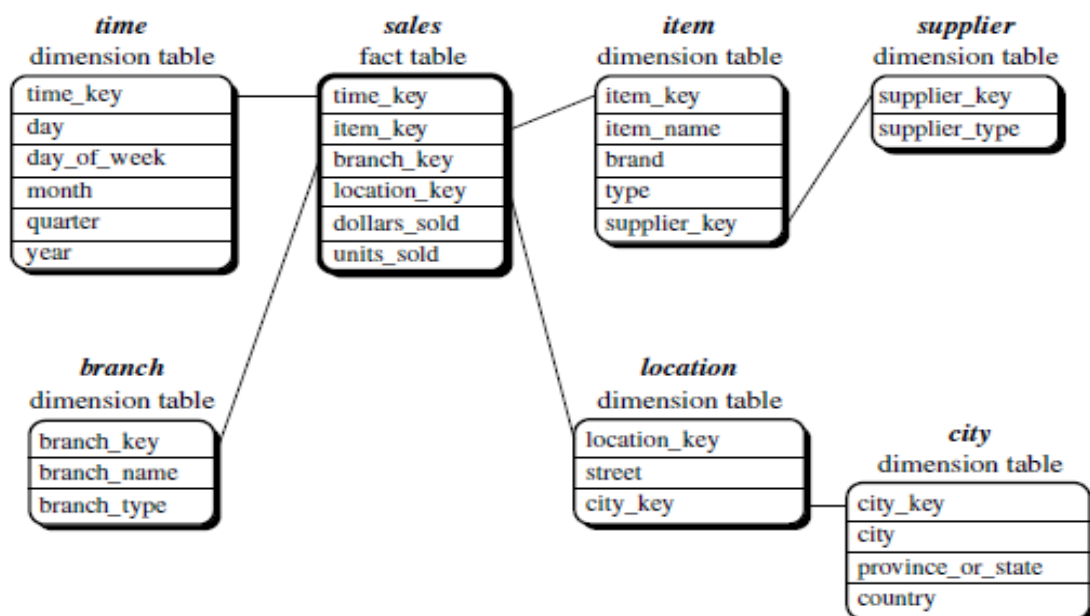 time
dimension table
time_key
day
day_of_week
month
quarter
year
sales
fact table
time_key
item_key
branch_key
location_key
dollars_sold
units_sold
item
dimension table
item_key
item_name
brand
type
supplier_key
supplier
dimension table
supplier_key
supplier_type
branch
dimension table
branch_key
branch_name
branch_type
location
dimension table
location_key
street
city_key
city
dimension table
city_key
city
province_or_state
country